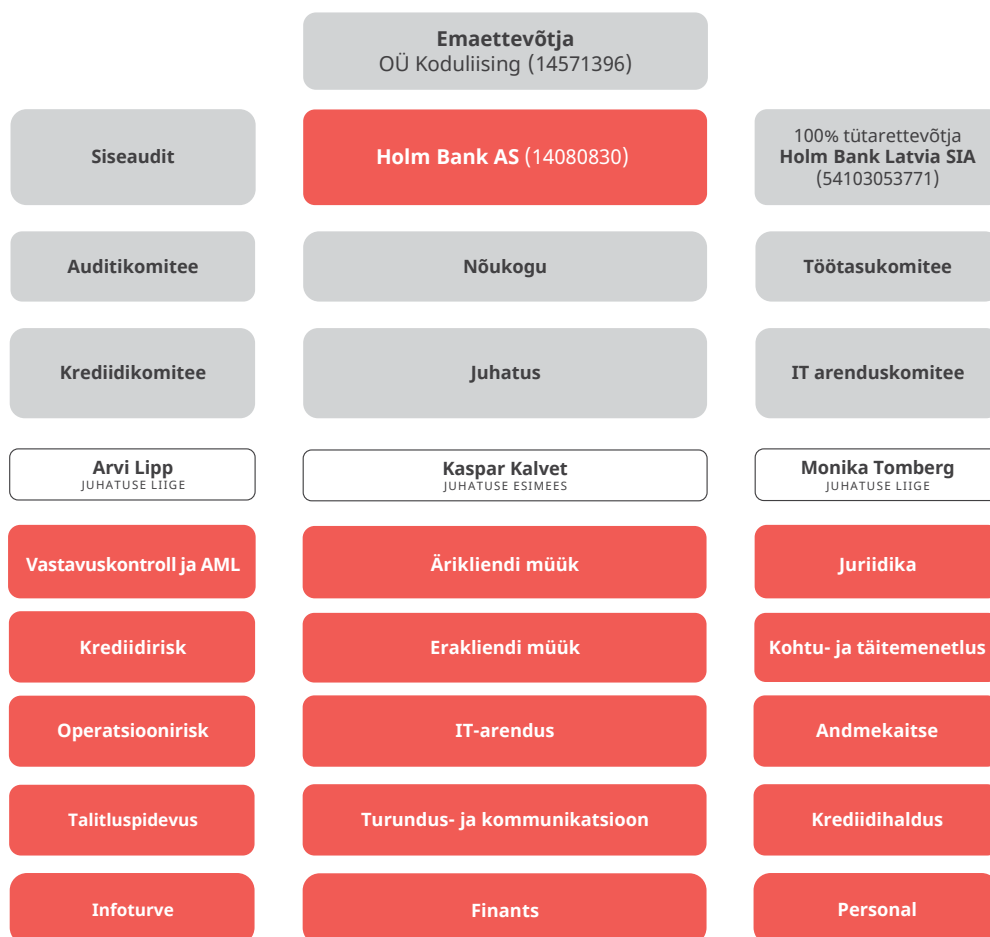 Emaettevõtja
OÜ Koduliising (14571396)
Siseaudit
Holm Bank AS (14080830)
100% tütarettevõtja
Holm Bank Latvia SIA
(54103053771)
Auditikomitee
Nõukogu
Töötasukomitee
Krediidikomitee
Juhatus
IT arenduskomitee
Arvi Lipp
JUHATUSE LIIGE
Kaspar Kalvet
JUHATUSE ESIMEES
Monika Tomberg
JUHATUSE LIIGE
Vastavuskontroll ja AML
Ärikliendi müük
Juriidika
Krediidirisk
Erakliendi müük
Kohtu- ja täitemenetlus
Operatsioonirisk
IT-arendus
Andmekaitse
Talitluspidevus
Turundus- ja kommunikatsioon
Krediidihaldus
Infoturve
Finants
Personal